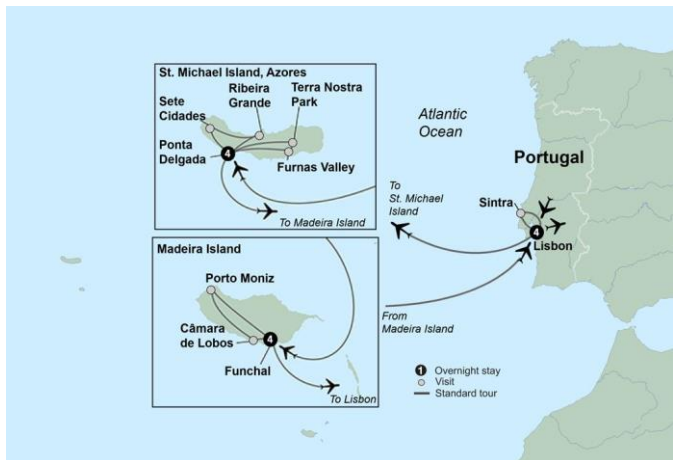 St. Michael Island, Azores
Ribeira
Grande
Terra Nostra
Park
Sete
Cidades
Ponta
Delgada
4
Furnas Valley
To Madeira Island
Atlantic
Ocean
Portugal
To
St. Michael
Island
Sintra
4
Lisbon
Madeira Island
Porto Moniz
Câmara
de Lobos
4
Funchal
To Lisbon
From
Madeira Island
1 Overnight stay
Visit
Standard tour